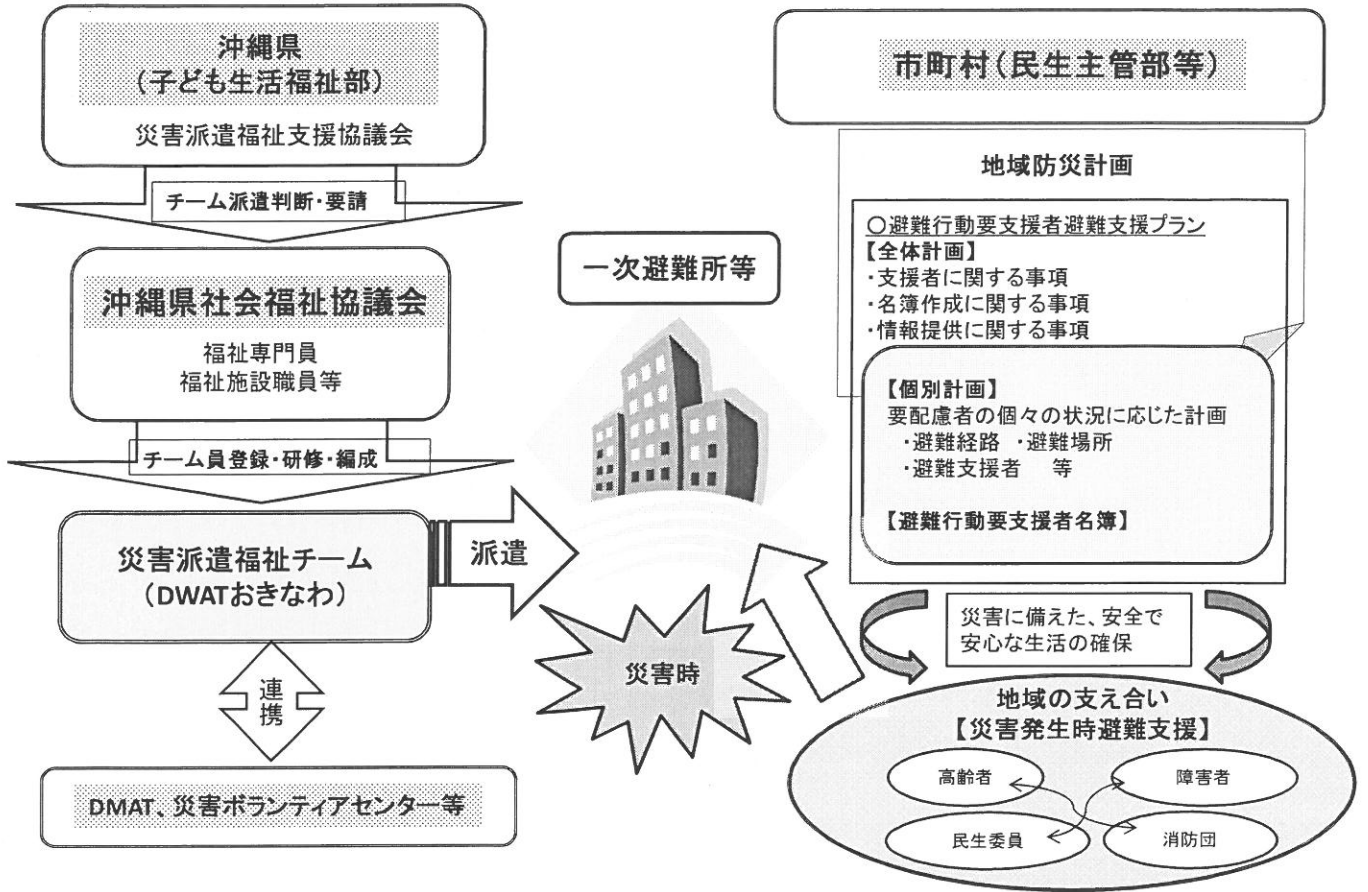 沖縄県
（子ども生活福祉部）
災害派遣福祉支援協議会
チーム派遣判断・要請
沖縄県社会福祉協議会
福祉専門員
福祉施設職員等
チーム員登録・研修・編成
災害派遣福祉チーム
（DWATおきなわ）
派遣
連
携
DMAT、災害ボランティアセンター等
一次避難所等
災害時
市町村（民生主管部等）
地域防災計画
○避難行動要支援者避難支援プラン
【全体計画】
・支援者に関する事項
・名簿作成に関する事項
・情報提供に関する事項
【個別計画】
要配慮者の個々の状況に応じた計画
・避難経路 ・避難場所
・避難支援者 等
【避難行動要支援者名簿】
災害に備えた、安全で
安心な生活の確保
地域の支え合い
【災害発生時避難支援】
高齢者
障害者
民生委員
消防団